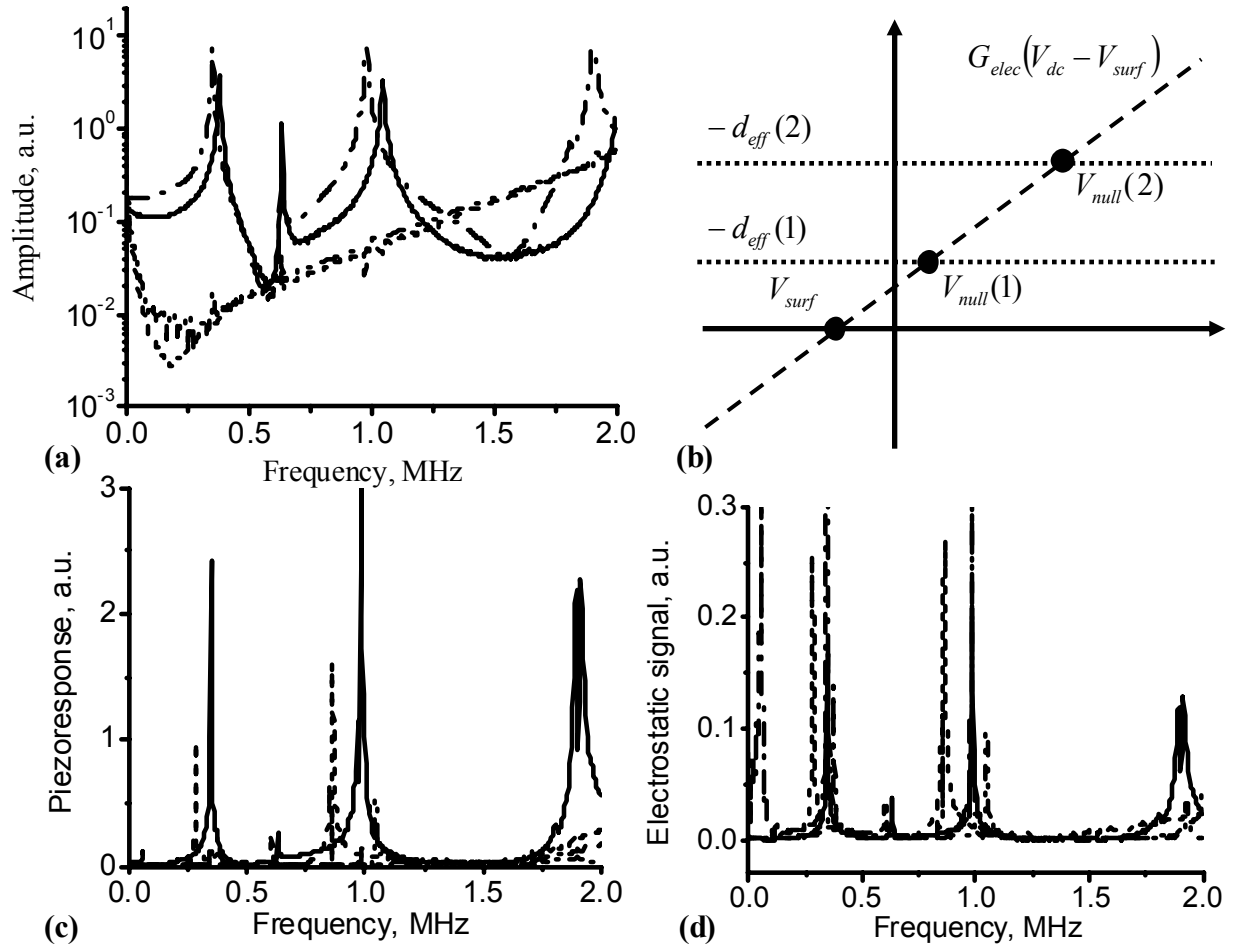 10¹
10⁰
10⁻¹
10⁻²
10⁻³
Amplitude, a.u.
0.0 0.5 1.0 1.5 2.0
Frequency, MHz
(a)
G_elec(V_dc − V_surf)
− d_eff(2)
V_null(2)
− d_eff(1)
V_surf
V_null(1)
(b)
3
2
1
0
Piezoresponse, a.u.
0.0 0.5 1.0 1.5 2.0
Frequency, MHz
(c)
0.3
0.2
0.1
0.0
Electrostatic signal, a.u.
0.0 0.5 1.0 1.5 2.0
Frequency, MHz
(d)